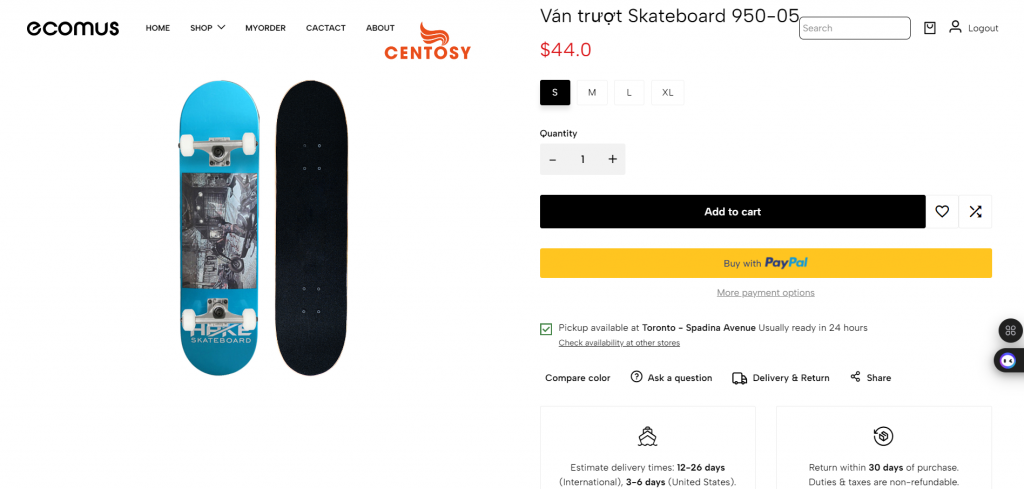 ecomus
HOME SHOP MYORDER CACTACT ABOUT
CENTOSY
Search
Logout
Ván trượt Skateboard 950-05
$44.0
S M L XL
Quantity
- 1 +
Add to cart
Buy with PayPal
More payment options
Pickup available at Toronto - Spadina Avenue Usually ready in 24 hours
Check availability at other stores
Compare color Ask a question Delivery & Return Share
Estimate delivery times: 12-26 days
(International), 3-6 days (United States).
Return within 30 days of purchase.
Duties & taxes are non-refundable.
SKATEBOARD